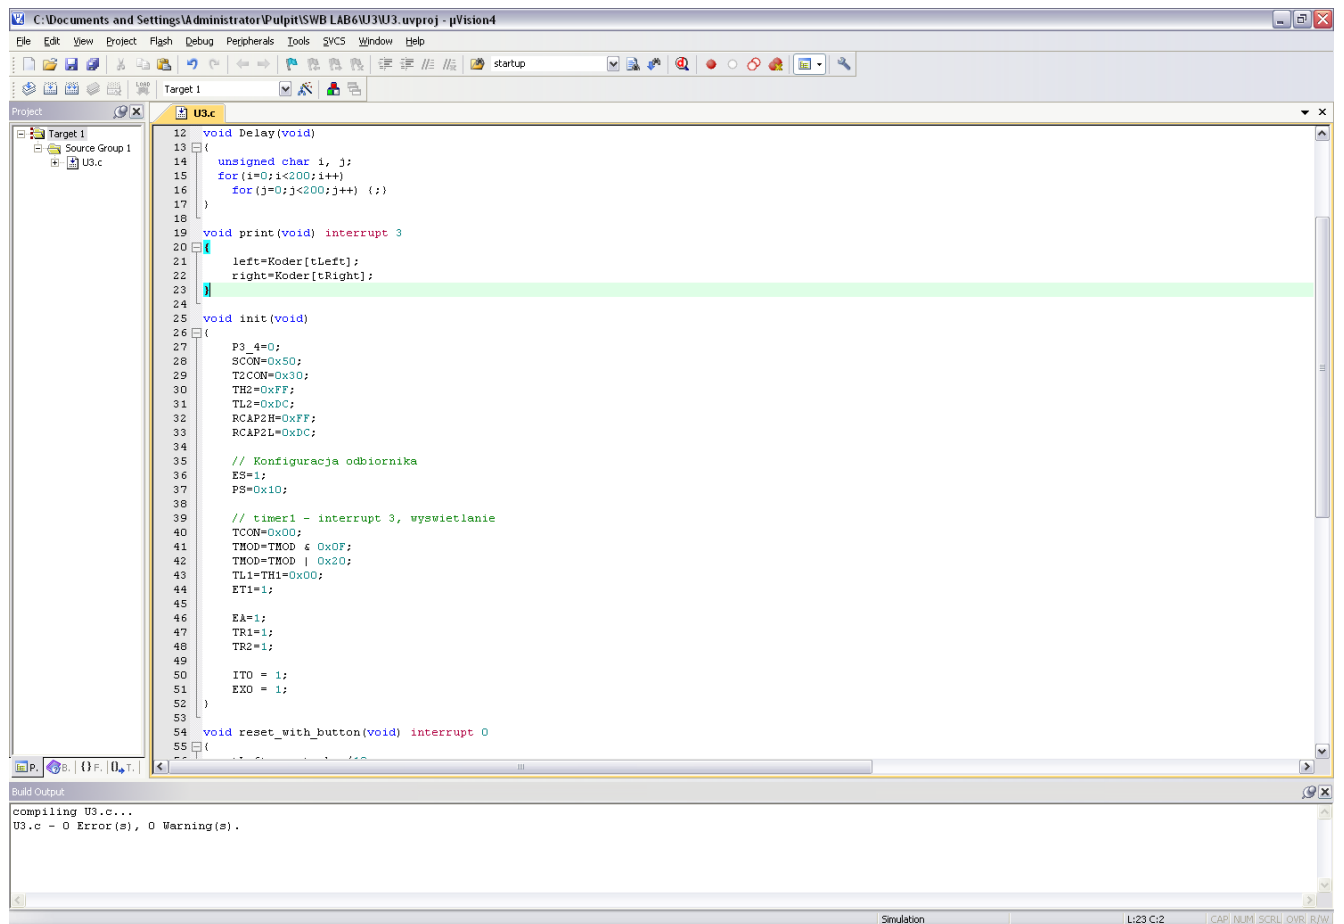 C:\Documents and Settings\Administrator\Pulpit\SWB LAB6\U3\U3.uvproj - µVision4
File Edit View Project Flash Debug Peripherals Tools SVCS Window Help
startup
LOAD Target 1
Project
U3.c
Target 1
Source Group 1
U3.c
12 void Delay(void)
13 {
14 unsigned char i, j;
15 for(i=0;i<200;i++)
16 for(j=0;j<200;j++) {;}
17 }
18
19 void print(void) interrupt 3
20 {
21 left=Koder[tLeft];
22 right=Koder[tRight];
23 }
24
25 void init(void)
26 {
27 P3_4=0;
28 SCON=0x50;
29 T2CON=0x30;
30 TH2=0xFF;
31 TL2=0xDC;
32 RCAP2H=0xFF;
33 RCAP2L=0xDC;
34
35 // Konfiguracja odbiornika
36 ES=1;
37 PS=0x10;
38
39 // timer1 - interrupt 3, wyswietlanie
40 TCON=0x00;
41 TMOD=TMOD & 0x0F;
42 TMOD=TMOD | 0x20;
43 TL1=TH1=0x00;
44 ET1=1;
45
46 EA=1;
47 TR1=1;
48 TR2=1;
49
50 IT0 = 1;
51 EX0 = 1;
52 }
53
54 void reset_with_button(void) interrupt 0
55 {
P. B. {} F. T.
Build Output
compiling U3.c...
U3.c - 0 Error(s), 0 Warning(s).
Simulation L:23 C:2 CAP NUM SCRL OVR R/W